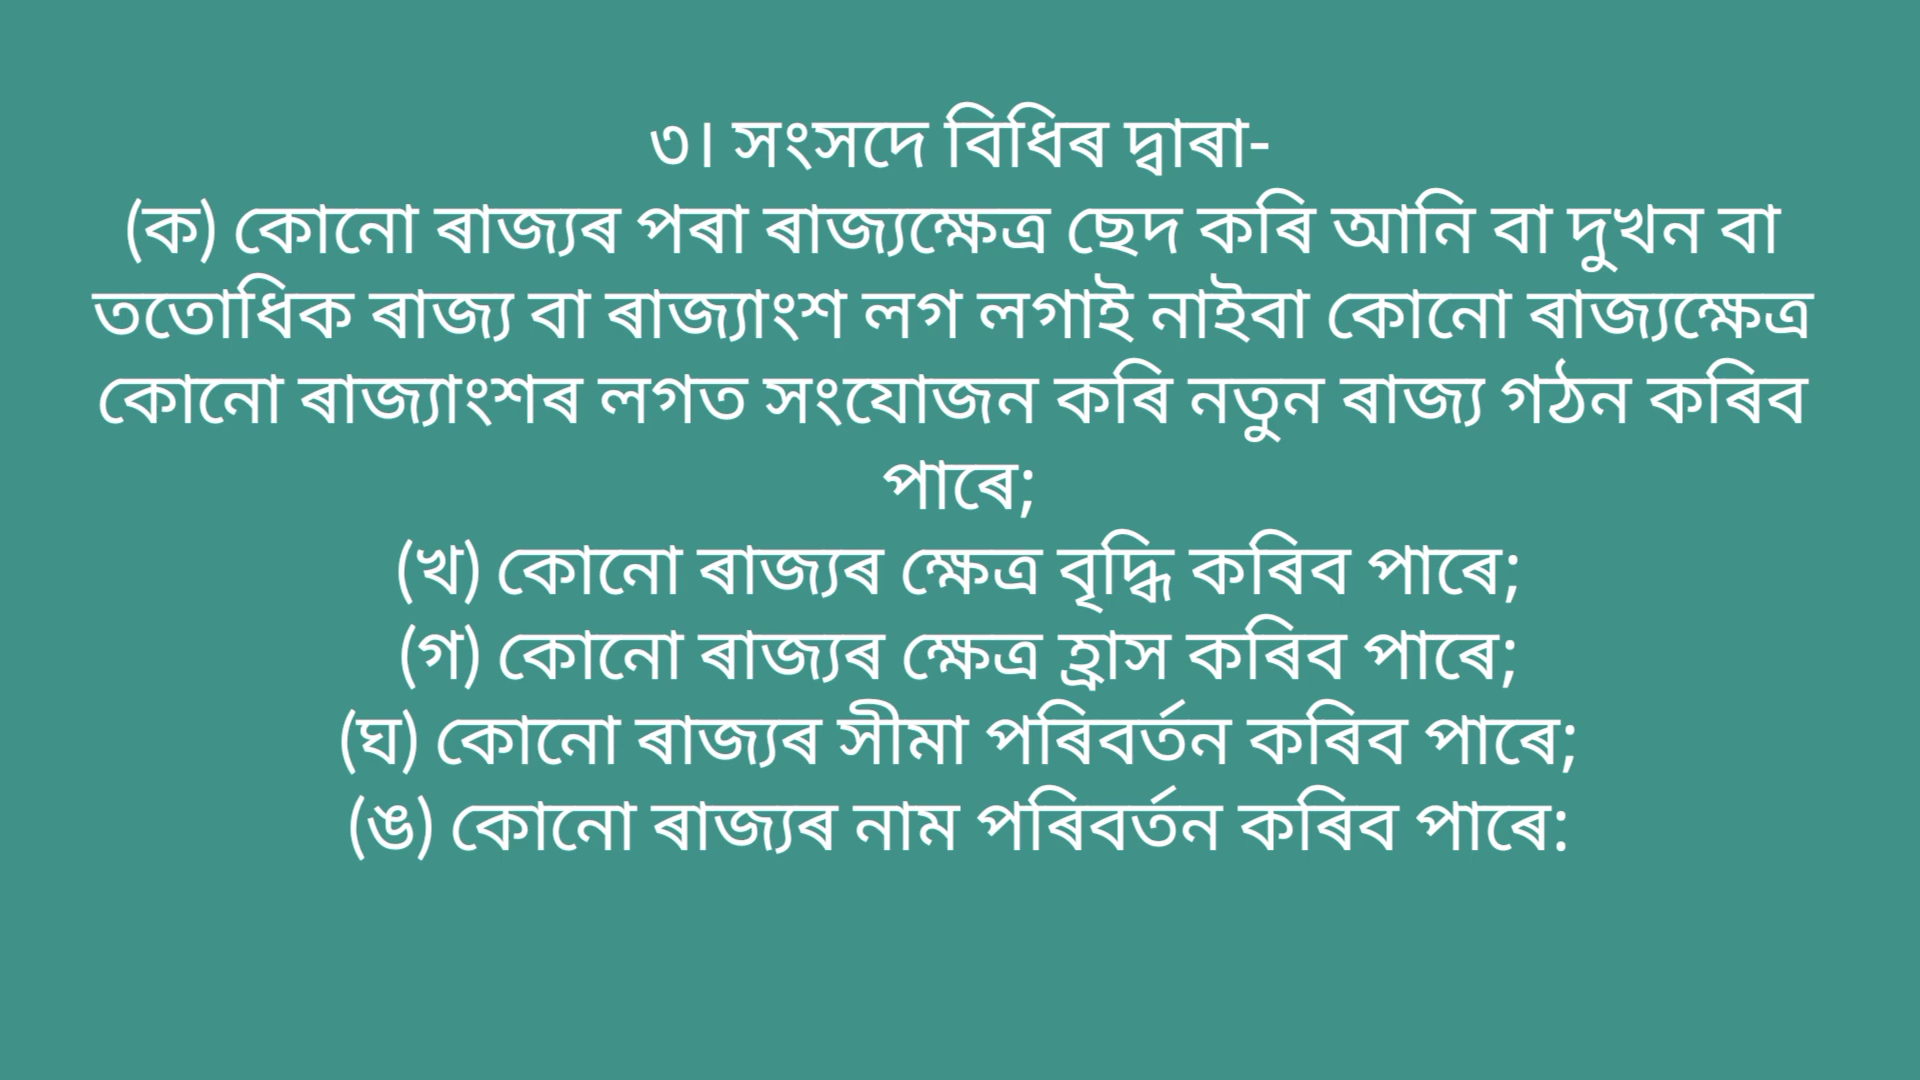 ৩। সংসদে বিধিৰ দ্বাৰা-
(ক) কোনো ৰাজ্যৰ পৰা ৰাজ্যক্ষেত্ৰ ছেদ কৰি আনি বা দুখন বা
ততোধিক ৰাজ্য বা ৰাজ্যাংশ লগ লগাই নাইবা কোনো ৰাজ্যক্ষেত্ৰ
কোনো ৰাজ্যাংশৰ লগত সংযোজন কৰি নতুন ৰাজ্য গঠন কৰিব
পাৰে;
(খ) কোনো ৰাজ্যৰ ক্ষেত্ৰ বৃদ্ধি কৰিব পাৰে;
(গ) কোনো ৰাজ্যৰ ক্ষেত্ৰ হ্ৰাস কৰিব পাৰে;
(ঘ) কোনো ৰাজ্যৰ সীমা পৰিবৰ্তন কৰিব পাৰে;
(ঙ) কোনো ৰাজ্যৰ নাম পৰিবৰ্তন কৰিব পাৰে: